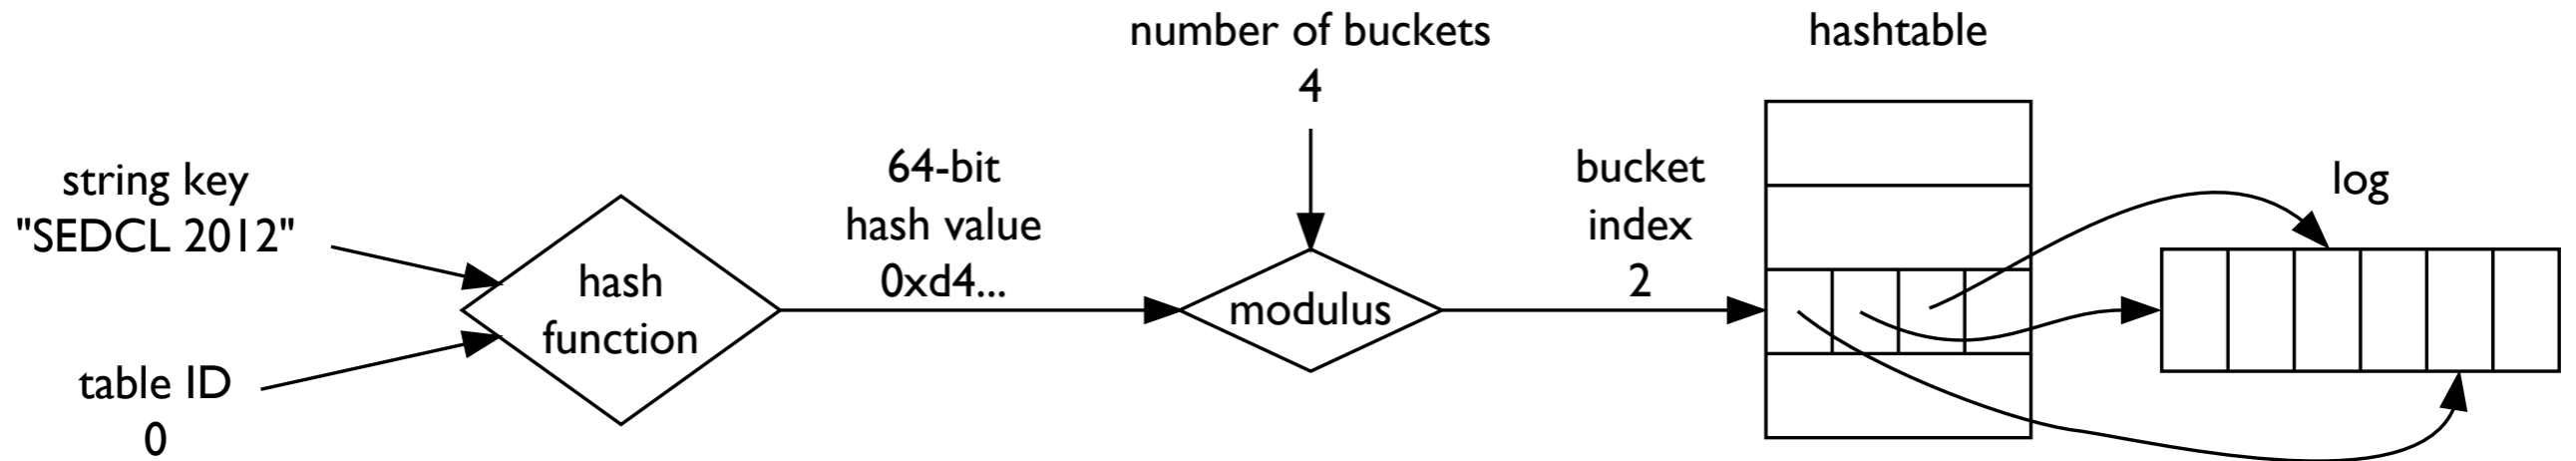 string key
"SEDCL 2012"
table ID
0
hash
function
64-bit
hash value
0xd4...
number of buckets
4
modulus
bucket
index
2
hashtable
log